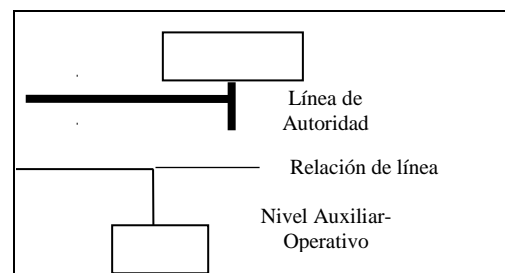 Línea de
Autoridad
Relación de línea
Nivel Auxiliar-
Operativo